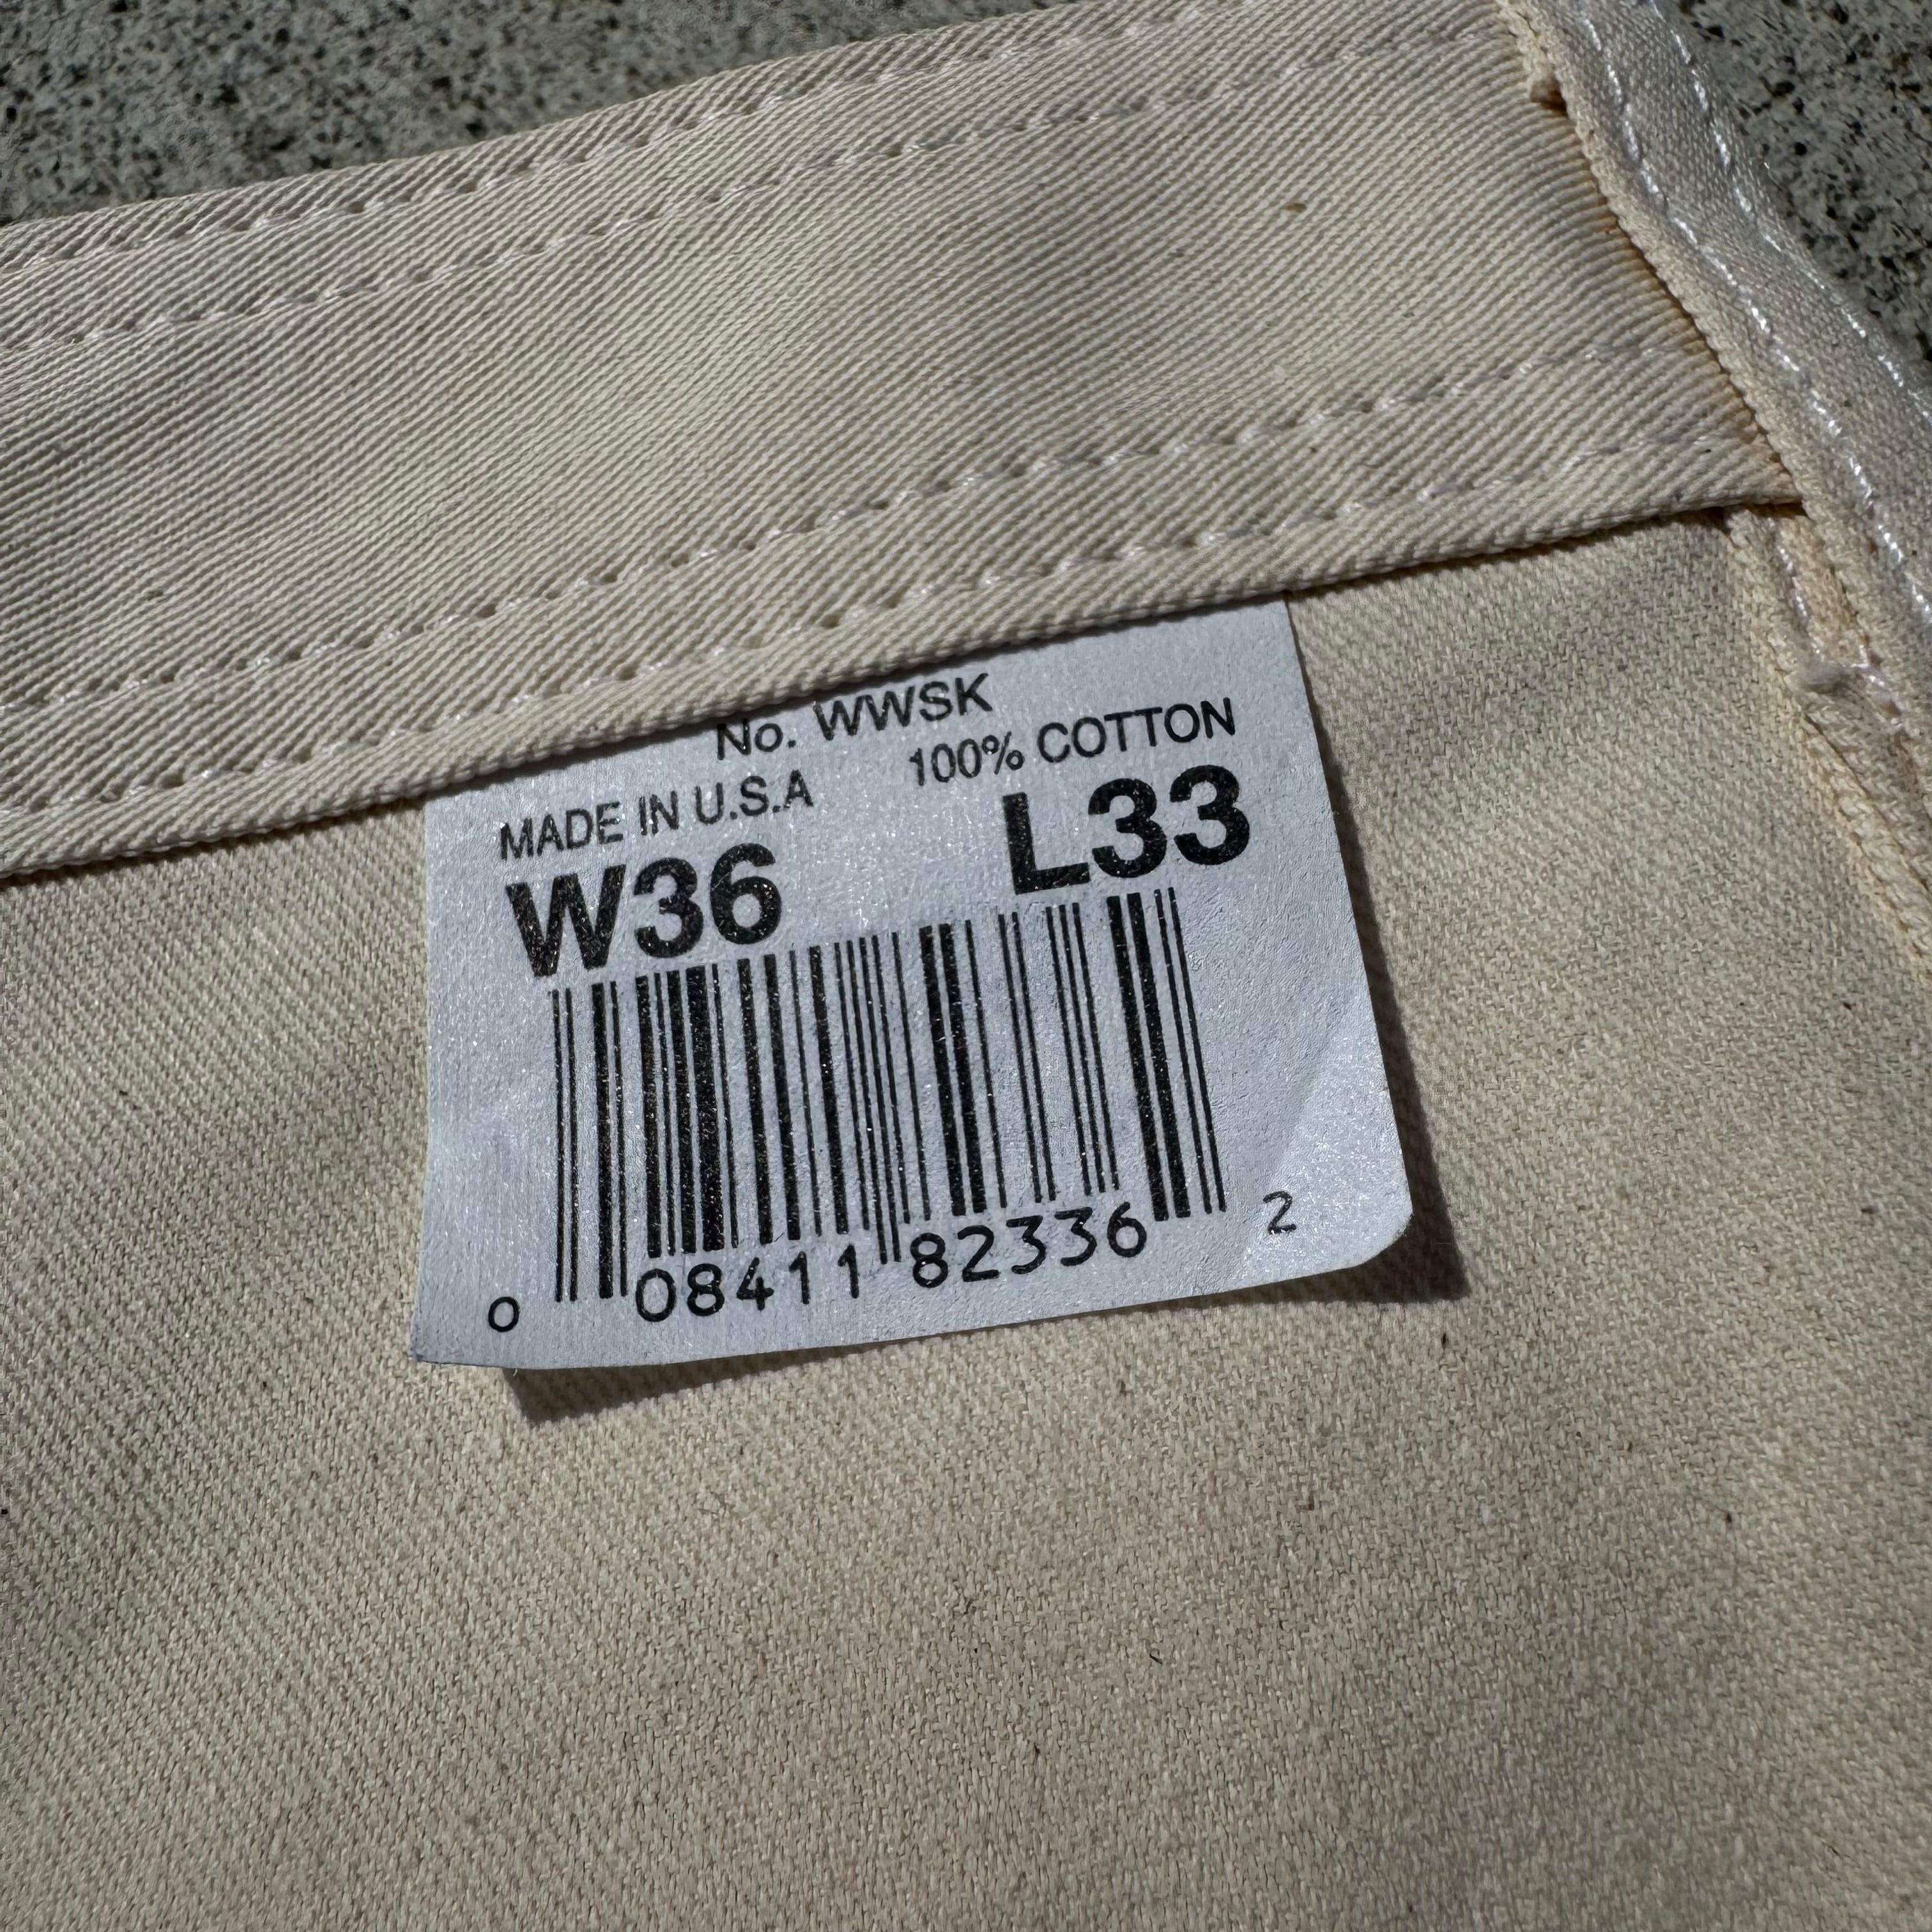 No. WWSK
MADE IN U.S.A 100% COTTON
W36 L33
0 08411 82336 2